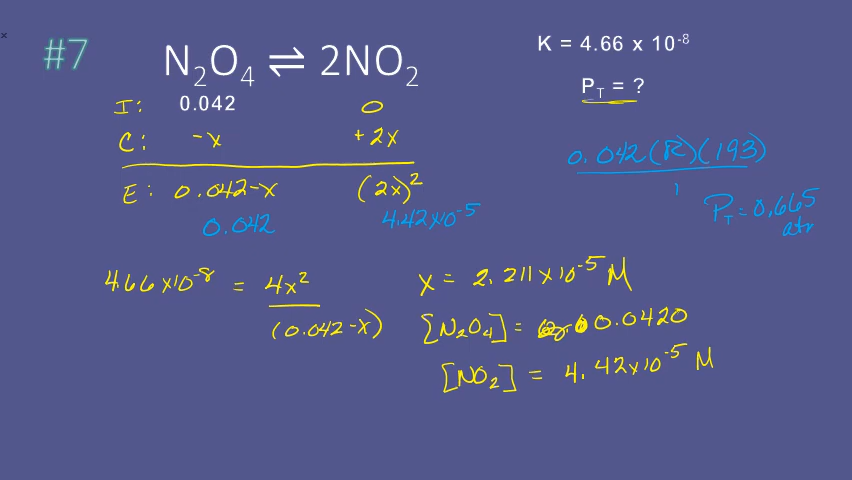 #7
N₂O₄ ⇌ 2NO₂
K = 4.66 x 10⁻⁸
P_T = ?
I: 0.042 0
C: -x +2x
E: 0.042-x (2x)²
0.042 4.42x10⁻⁵
0.042(R)(193)
1
P_T = 0.665
atm
4.66x10⁻⁸ = 4x²
(0.042-x)
x = 2.211x10⁻⁵ M
[N₂O₄] = 0.0420
[NO₂] = 4.42x10⁻⁵ M